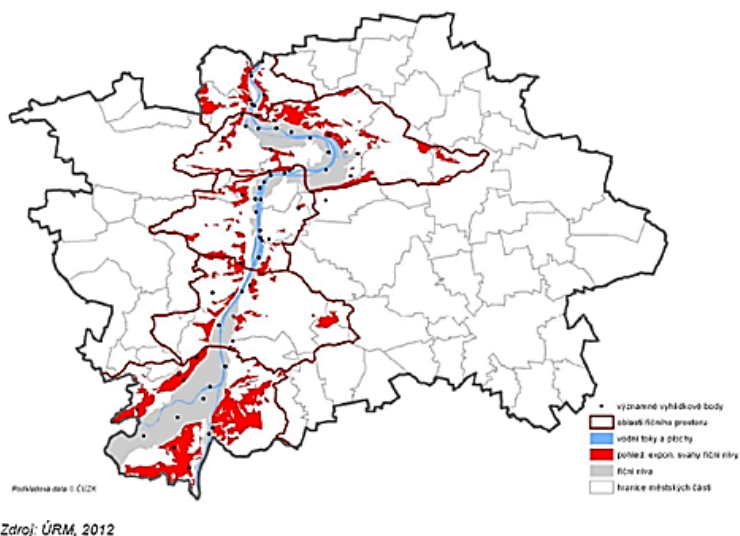 významné vyhlídkové body
oblasti říčního prostoru
vodní toky a plochy
pohled. expon. svahy říční nivy
říční niva
hranice městských částí
Podkladová data © ČÚZK
Zdroj: ÚRM, 2012